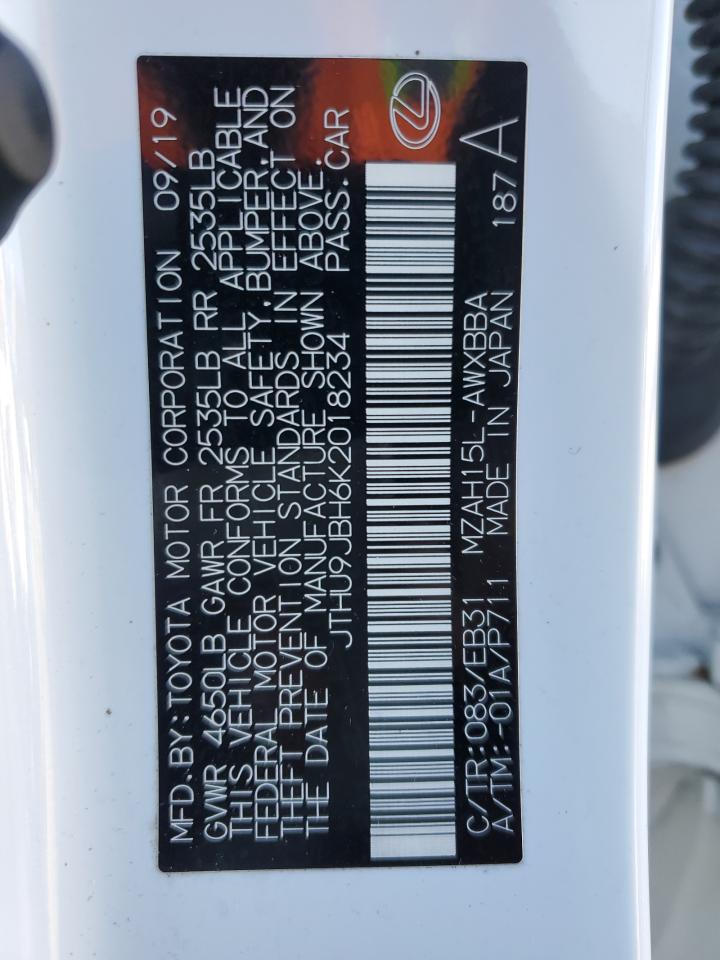 MFD.BY:TOYOTA MOTOR CORPORATION 09/19
GVWR 4650LB GAWR FR 2535LB RR 2535LB
THIS VEHICLE CONFORMS TO ALL APPLICABLE
FEDERAL MOTOR VEHICLE SAFETY,BUMPER,AND
THEFT PREVENTION STANDARDS IN EFFECT ON
THE DATE OF MANUFACTURE SHOWN ABOVE.
JTHU9JBH6K2018234 PASS.CAR
C/TR:083/EB31 MZAH15L-AWXBBA 187A
A/TM:-01A/P711 MADE IN JAPAN